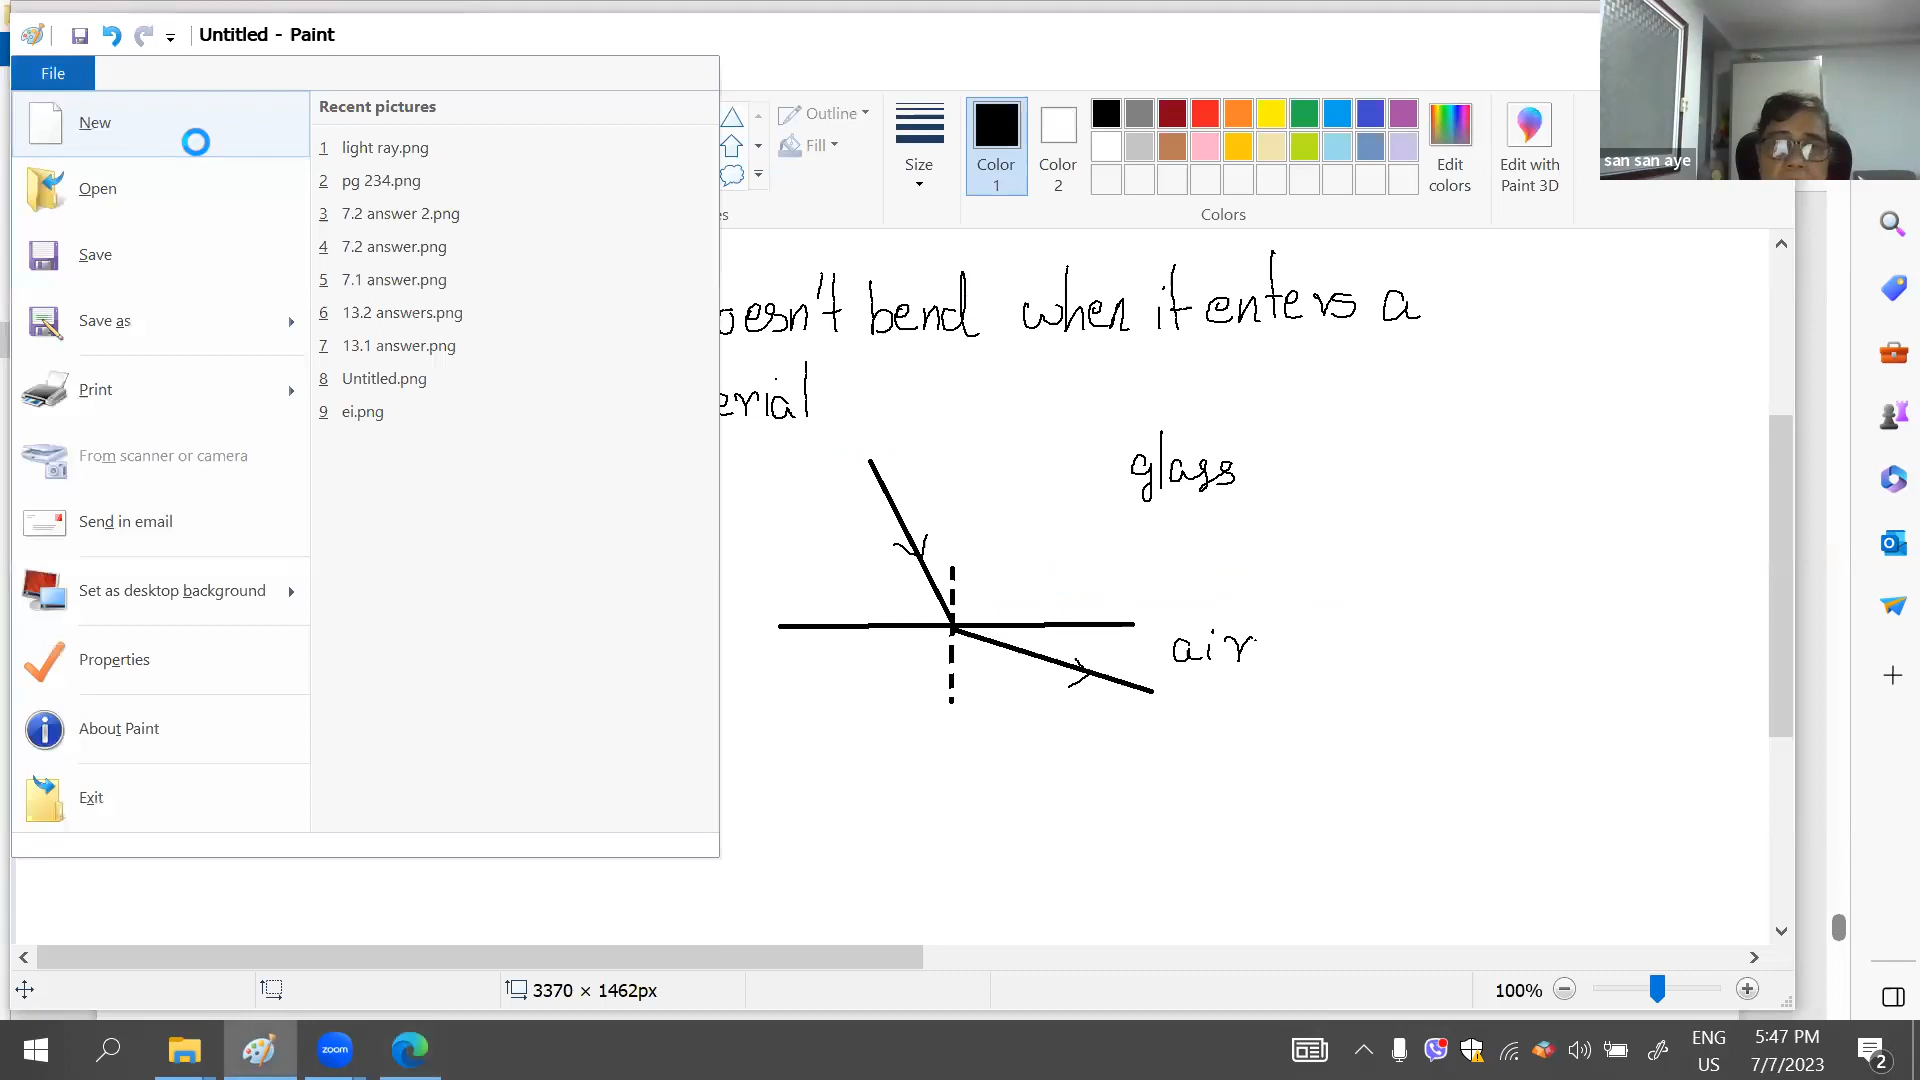 Untitled - Paint
File
New
Open
Save
Save as
Print
From scanner or camera
Send in email
Set as desktop background
Properties
About Paint
Exit
Recent pictures
1 light ray.png
2 pg 234.png
3 7.2 answer 2.png
4 7.2 answer.png
5 7.1 answer.png
6 13.2 answers.png
7 13.1 answer.png
8 Untitled.png
9 ei.png
Outline
Fill
es
Size
Color
1
Color
2
Edit
colors
Edit with
Paint 3D
Colors
san san aye
oesn't bend when it enters a
erial
glass
air
3370 × 1462px
100%
zoom
ENG
US
5:47 PM
7/7/2023
2